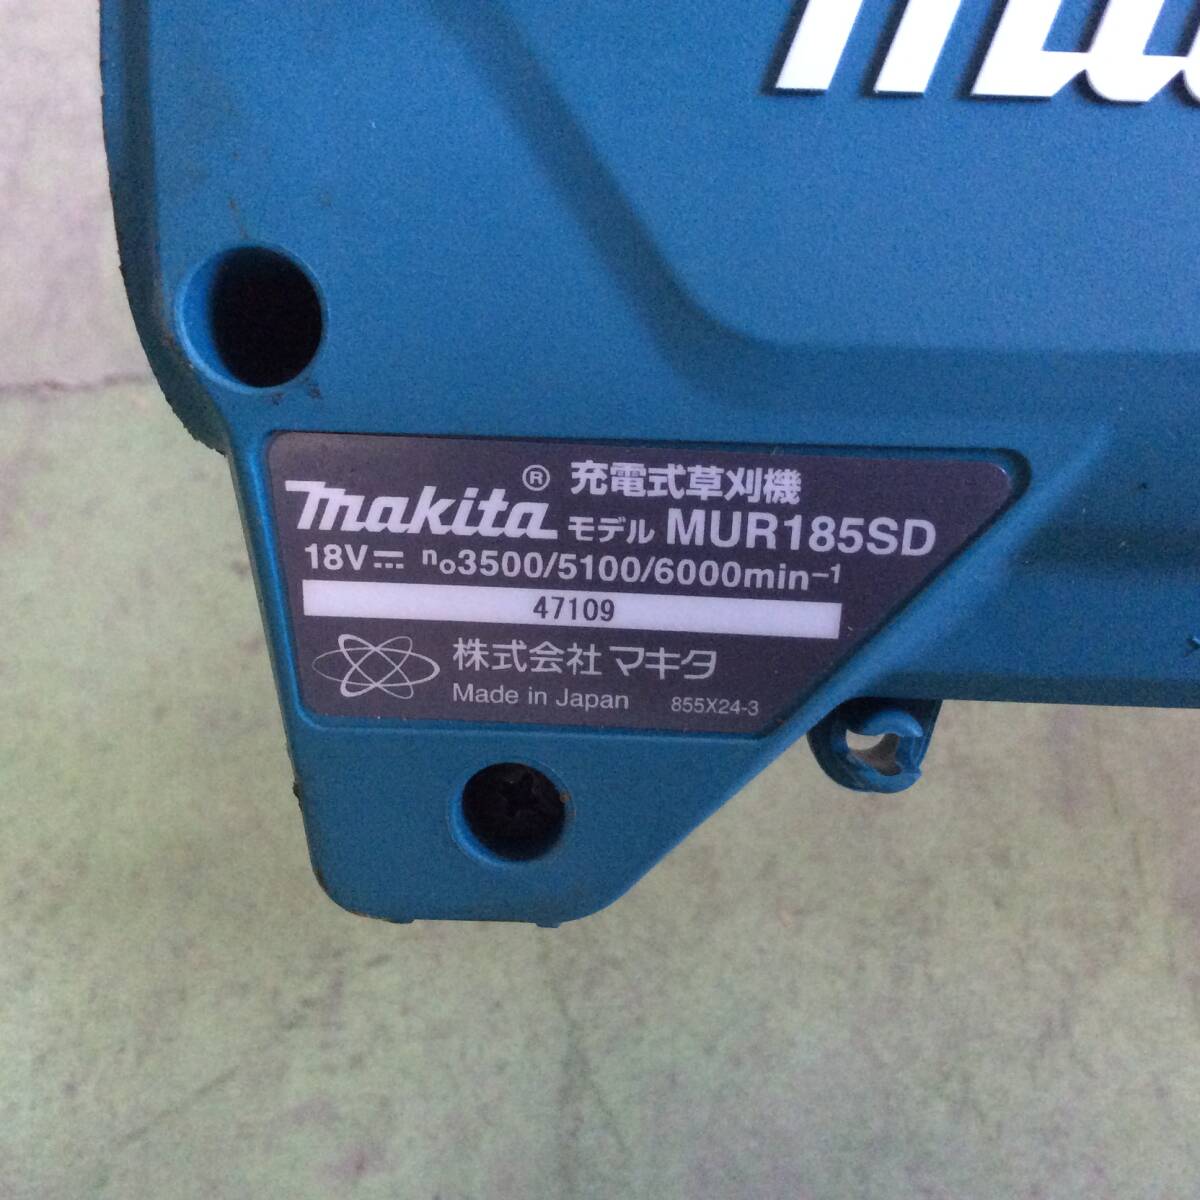 makita® 充電式草刈機
モデル MUR185SD
18V⎓ n₀3500/5100/6000min⁻¹
47109
株式会社マキタ
Made in Japan 855X24-3